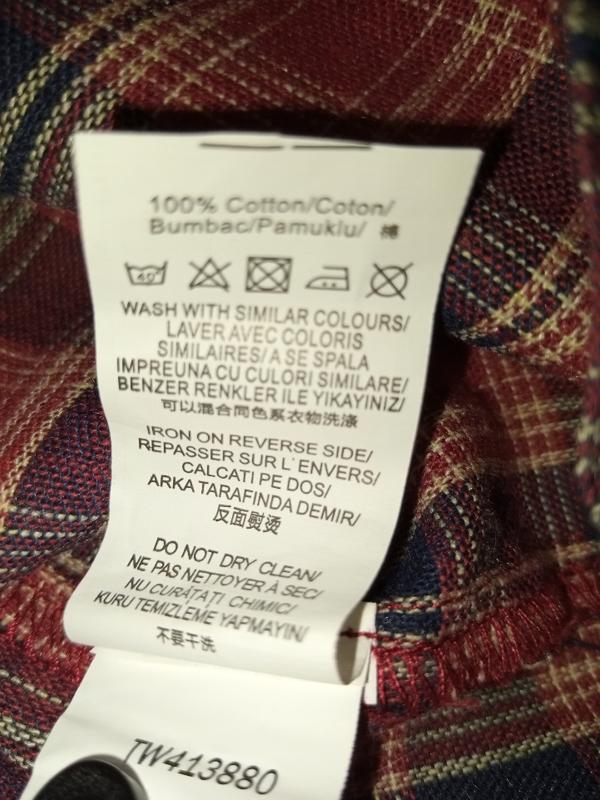 100% Cotton/Coton/
Bumbac/Pamuklu/ 棉
40
WASH WITH SIMILAR COLOURS/
LAVER AVEC COLORIS
SIMILAIRES/ A SE SPALA
IMPREUNA CU CULORI SIMILARE/
BENZER RENKLER ILE YIKAYINIZ/
可以混合同色系衣物洗涤
IRON ON REVERSE SIDE/
REPASSER SUR L' ENVERS/
CALCATI PE DOS/
ARKA TARAFINDA DEMIR/
反面熨烫
DO NOT DRY CLEAN/
NE PAS NETTOYER À SEC/
NU CURĂȚAȚI CHIMIC/
KURU TEMIZLEME YAPMAYIN/
不要干洗
TW413880